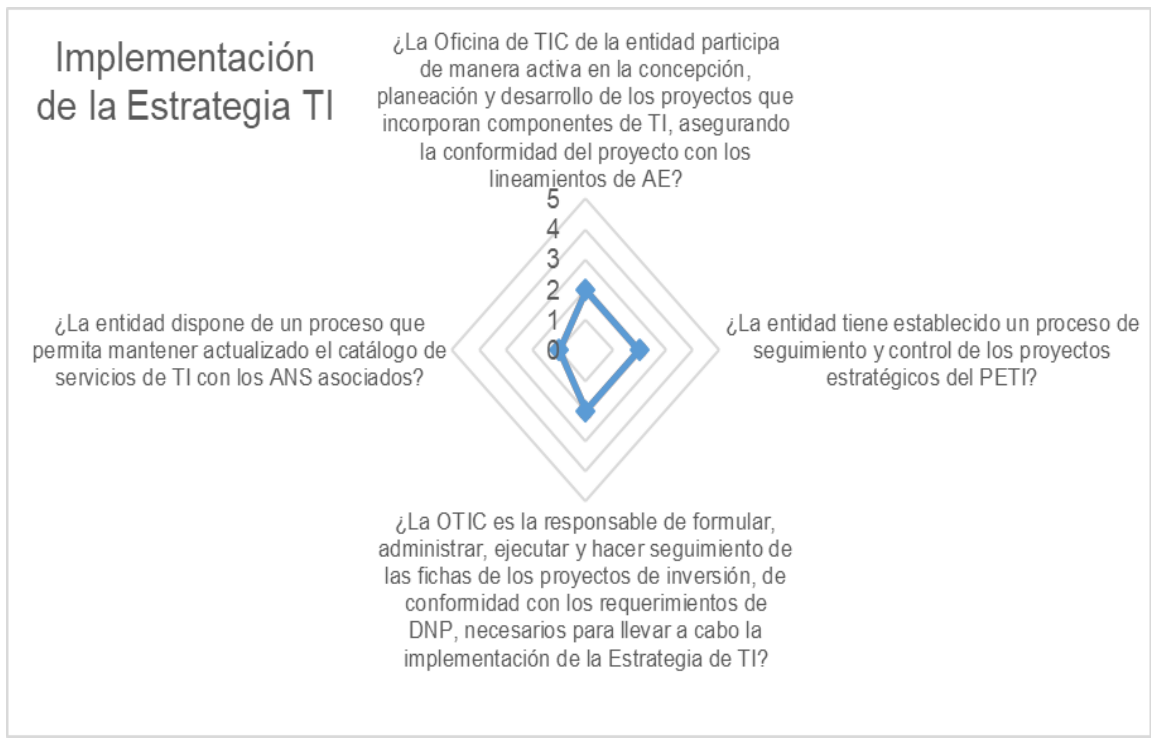 Implementación
de la Estrategia TI
¿La Oficina de TIC de la entidad participa
de manera activa en la concepción,
planeación y desarrollo de los proyectos que
incorporan componentes de TI, asegurando
la conformidad del proyecto con los
lineamientos de AE?
5
4
3
2
1
0
¿La entidad tiene establecido un proceso de
seguimiento y control de los proyectos
estratégicos del PETI?
¿La OTIC es la responsable de formular,
administrar, ejecutar y hacer seguimiento de
las fichas de los proyectos de inversión, de
conformidad con los requerimientos de
DNP, necesarios para llevar a cabo la
implementación de la Estrategia de TI?
¿La entidad dispone de un proceso que
permita mantener actualizado el catálogo de
servicios de TI con los ANS asociados?